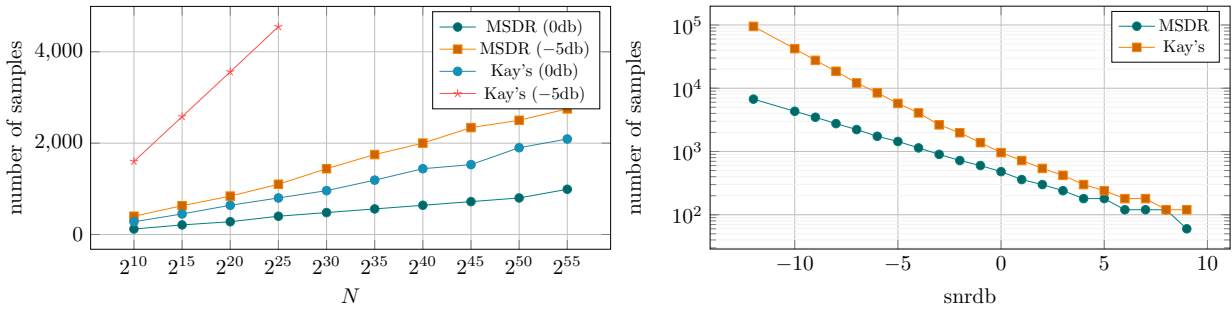 number of samples
4,000
2,000
0
2^10 2^15 2^20 2^25 2^30 2^35 2^40 2^45 2^50 2^55
N
MSDR (0db)
MSDR (−5db)
Kay's (0db)
Kay's (−5db)
number of samples
10^5
10^4
10^3
10^2
−10 −5 0 5 10
snrdb
MSDR
Kay's